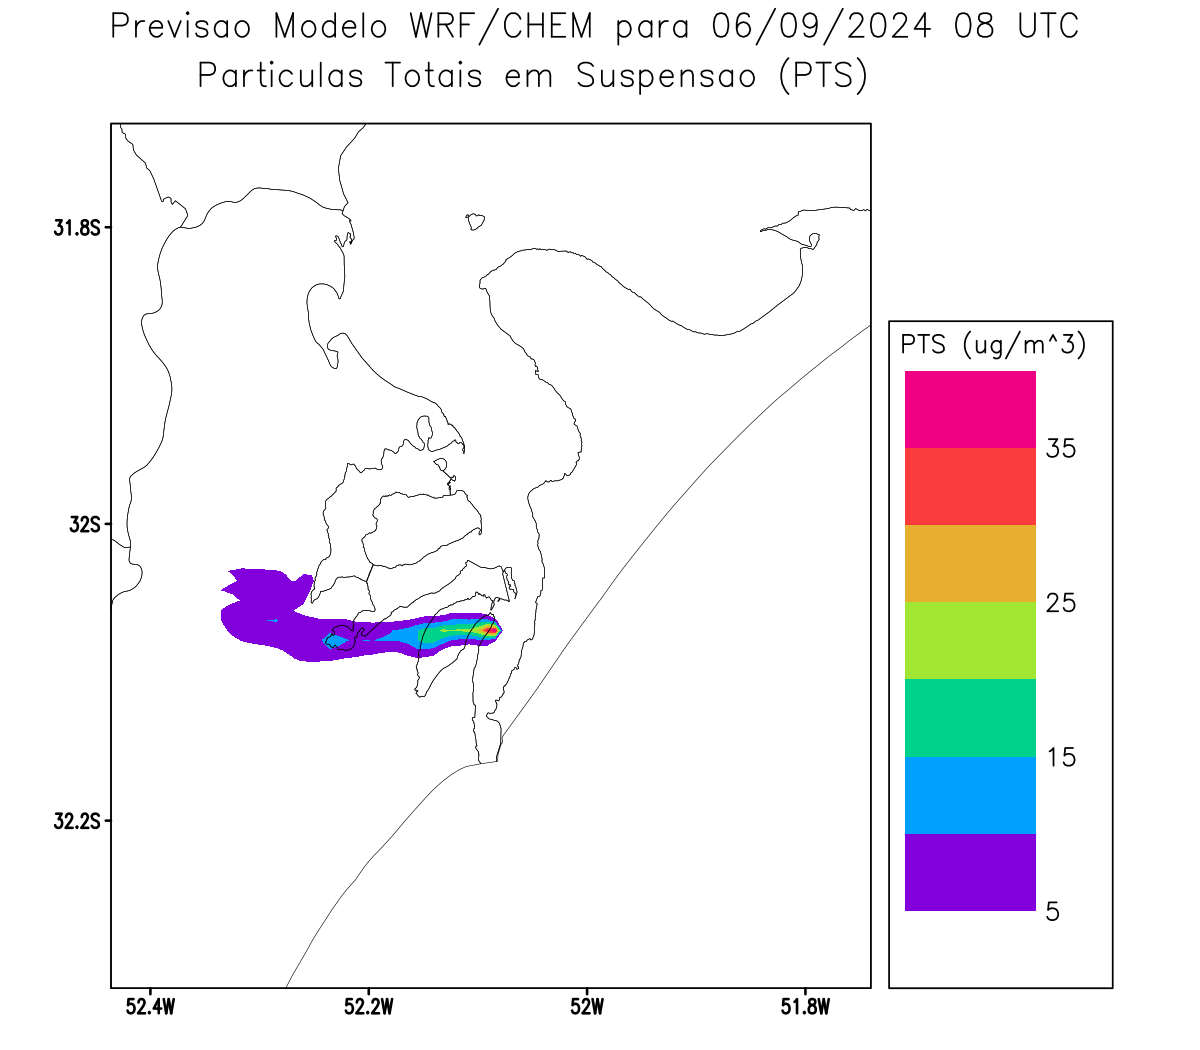 Previsao Modelo WRF/CHEM para 06/09/2024 08 UTC
Particulas Totais em Suspensao (PTS)
31.8S
32S
32.2S
52.4W
52.2W
52W
51.8W
PTS (ug/m^3)
35
25
15
5